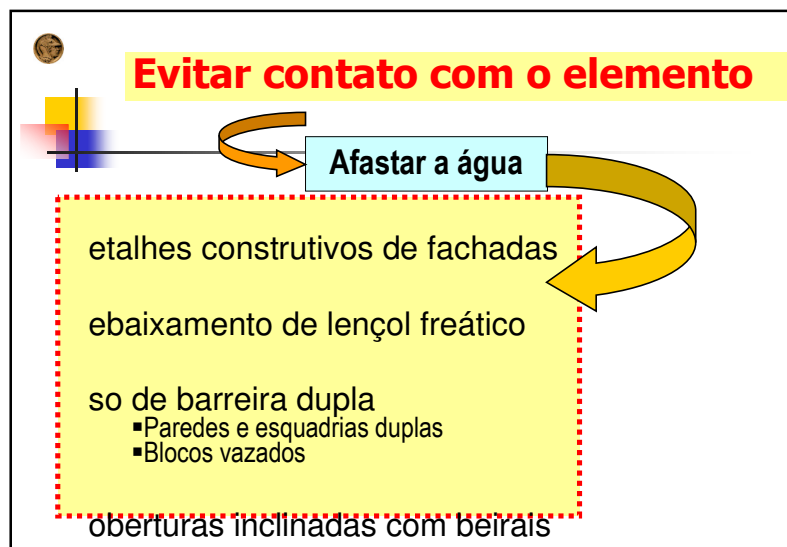 Evitar contato com o elemento
Afastar a água
etalhes construtivos de fachadas
ebaixamento de lençol freático
so de barreira dupla
▪Paredes e esquadrias duplas
▪Blocos vazados
oberturas inclinadas com beirais